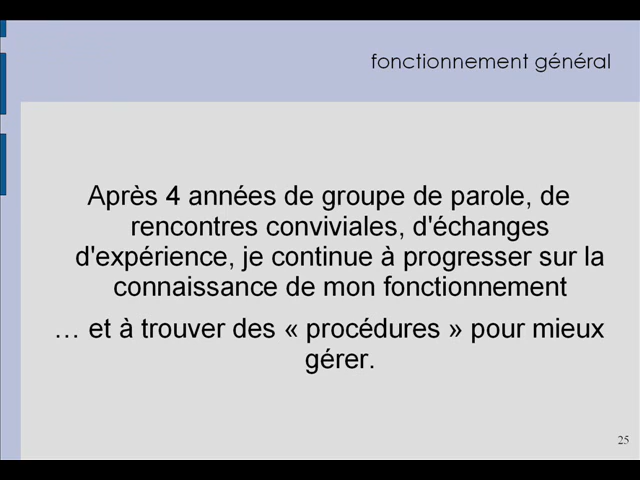 fonctionnement général
Après 4 années de groupe de parole, de
rencontres conviviales, d'échanges
d'expérience, je continue à progresser sur la
connaissance de mon fonctionnement
… et à trouver des « procédures » pour mieux
gérer.
25